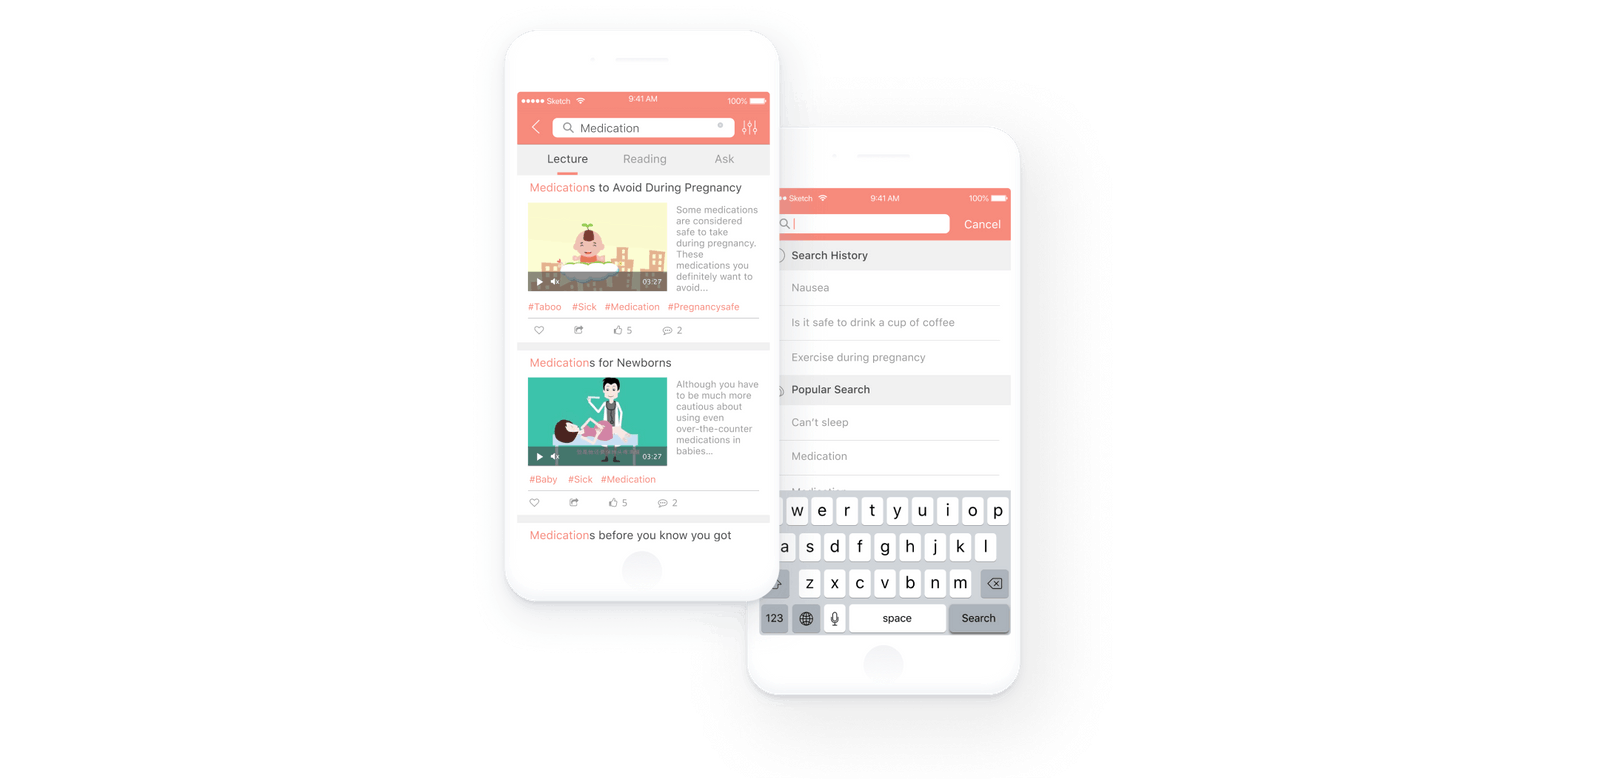 Sketch 9:41 AM 100%
Medication
Lecture Reading Ask
Medications to Avoid During Pregnancy
Some medications
are considered
safe to take
during pregnancy.
These
medications you
definitely want to
avoid...
03:27
#Taboo #Sick #Medication #Pregnancysafe
5 2
Medications for Newborns
Although you have
to be much more
cautious about
using even
over-the-counter
medications in
babies...
03:27
#Baby #Sick #Medication
5 2
Medications before you know you got
Sketch 9:41 AM 100%
Cancel
Search History
Nausea
Is it safe to drink a cup of coffee
Exercise during pregnancy
Popular Search
Can't sleep
Medication
w e r t y u i o p
a s d f g h j k l
z x c v b n m
123 space Search